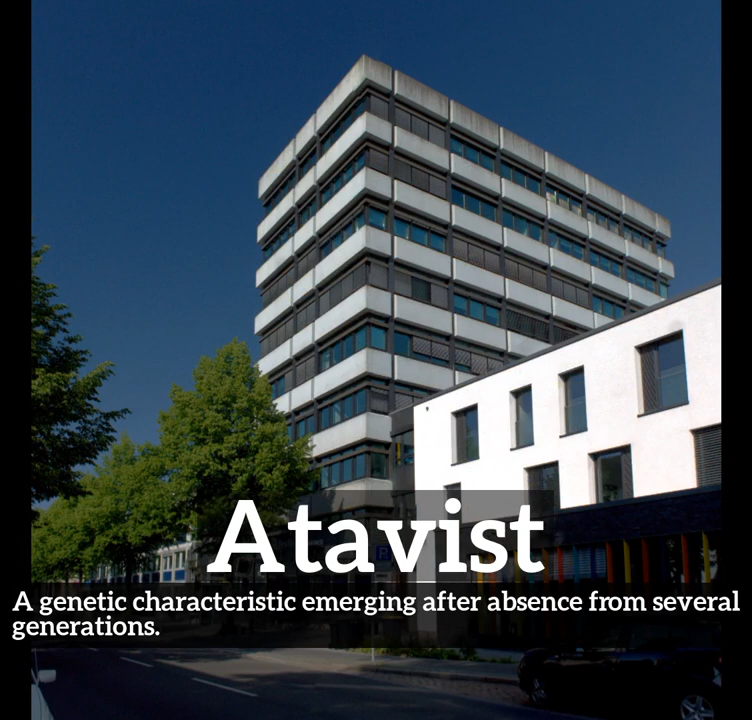 Atavist
A genetic characteristic emerging after absence from several
generations.